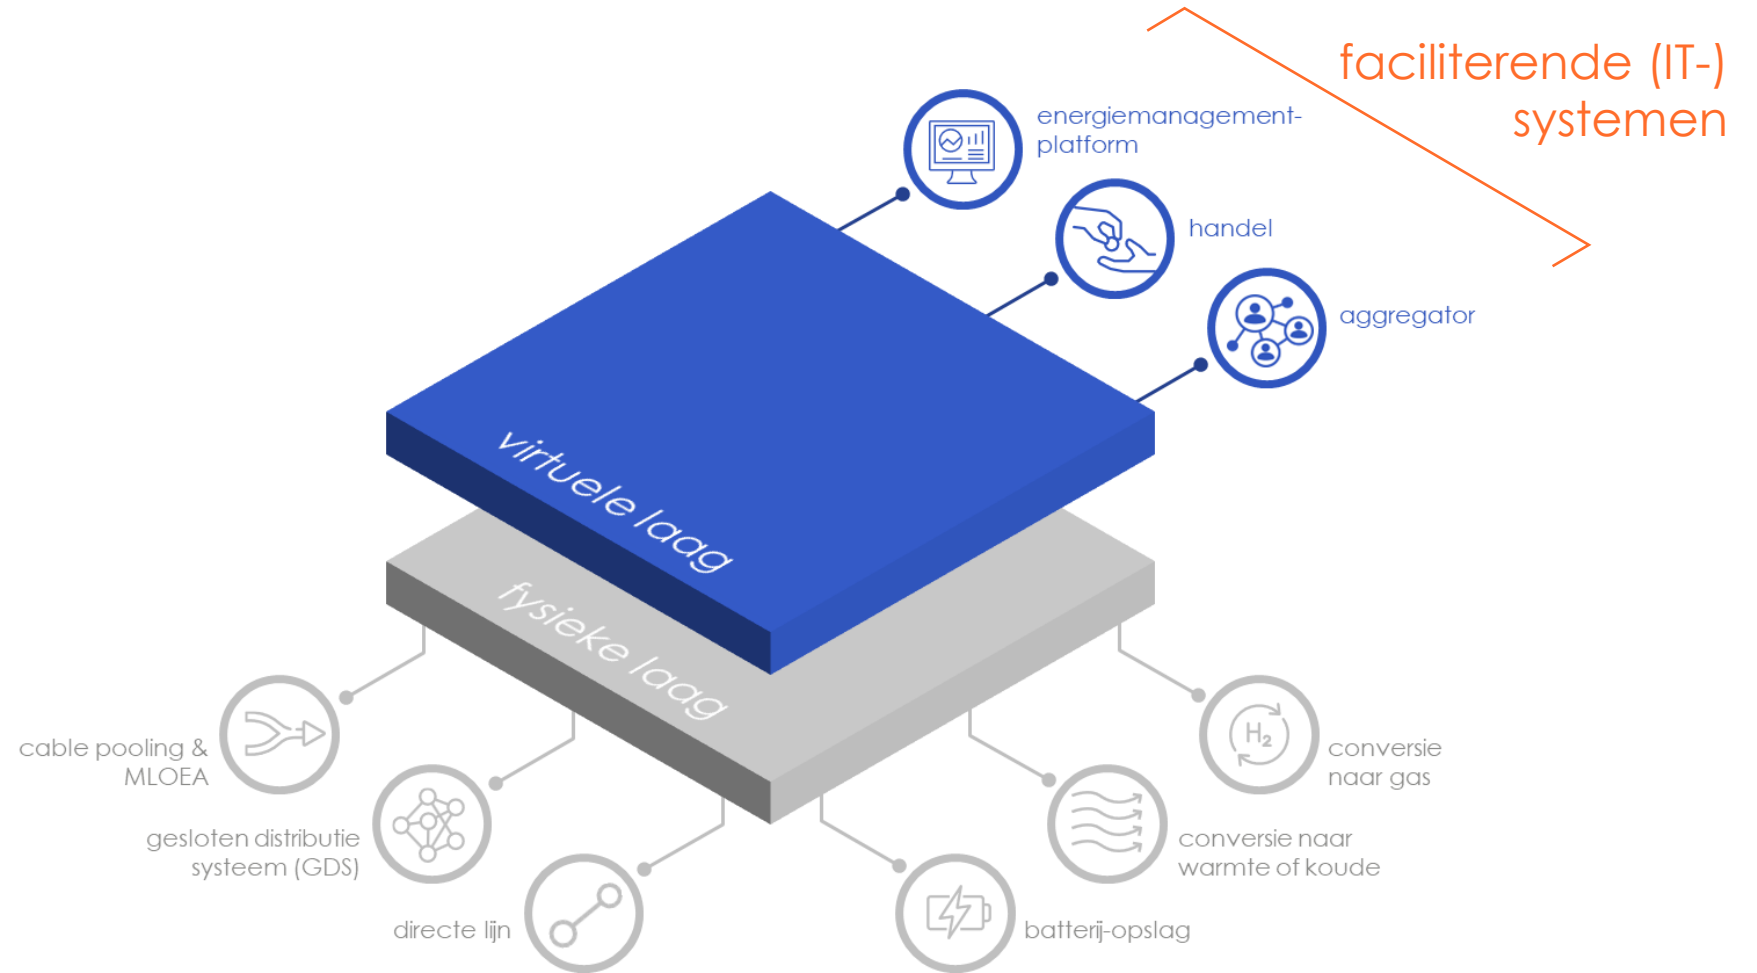 faciliterende (IT-)
systemen
energiemanagement-
platform
handel
aggregator
virtuele laag
fysieke laag
cable pooling &
MLOEA
gesloten distributie
systeem (GDS)
directe lijn
batterij-opslag
conversie naar
warmte of koude
H2
conversie
naar gas